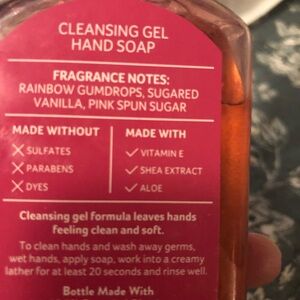 CLEANSING GEL
HAND SOAP
FRAGRANCE NOTES:
RAINBOW GUMDROPS, SUGARED
VANILLA, PINK SPUN SUGAR
MADE WITHOUT
SULFATES
PARABENS
DYES
MADE WITH
VITAMIN E
SHEA EXTRACT
ALOE
Cleansing gel formula leaves hands
feeling clean and soft.
To clean hands and wash away germs,
wet hands, apply soap, work into a creamy
lather for at least 20 seconds and rinse well.
Bottle Made With